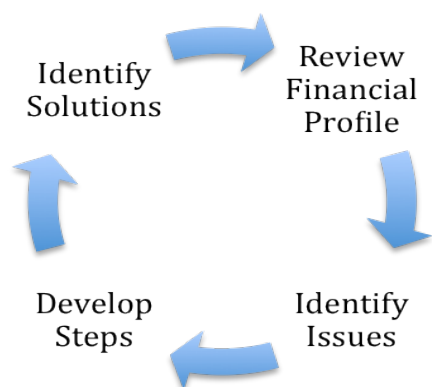 Identify
Solutions
Review
Financial
Profile
Identify
Issues
Develop
Steps